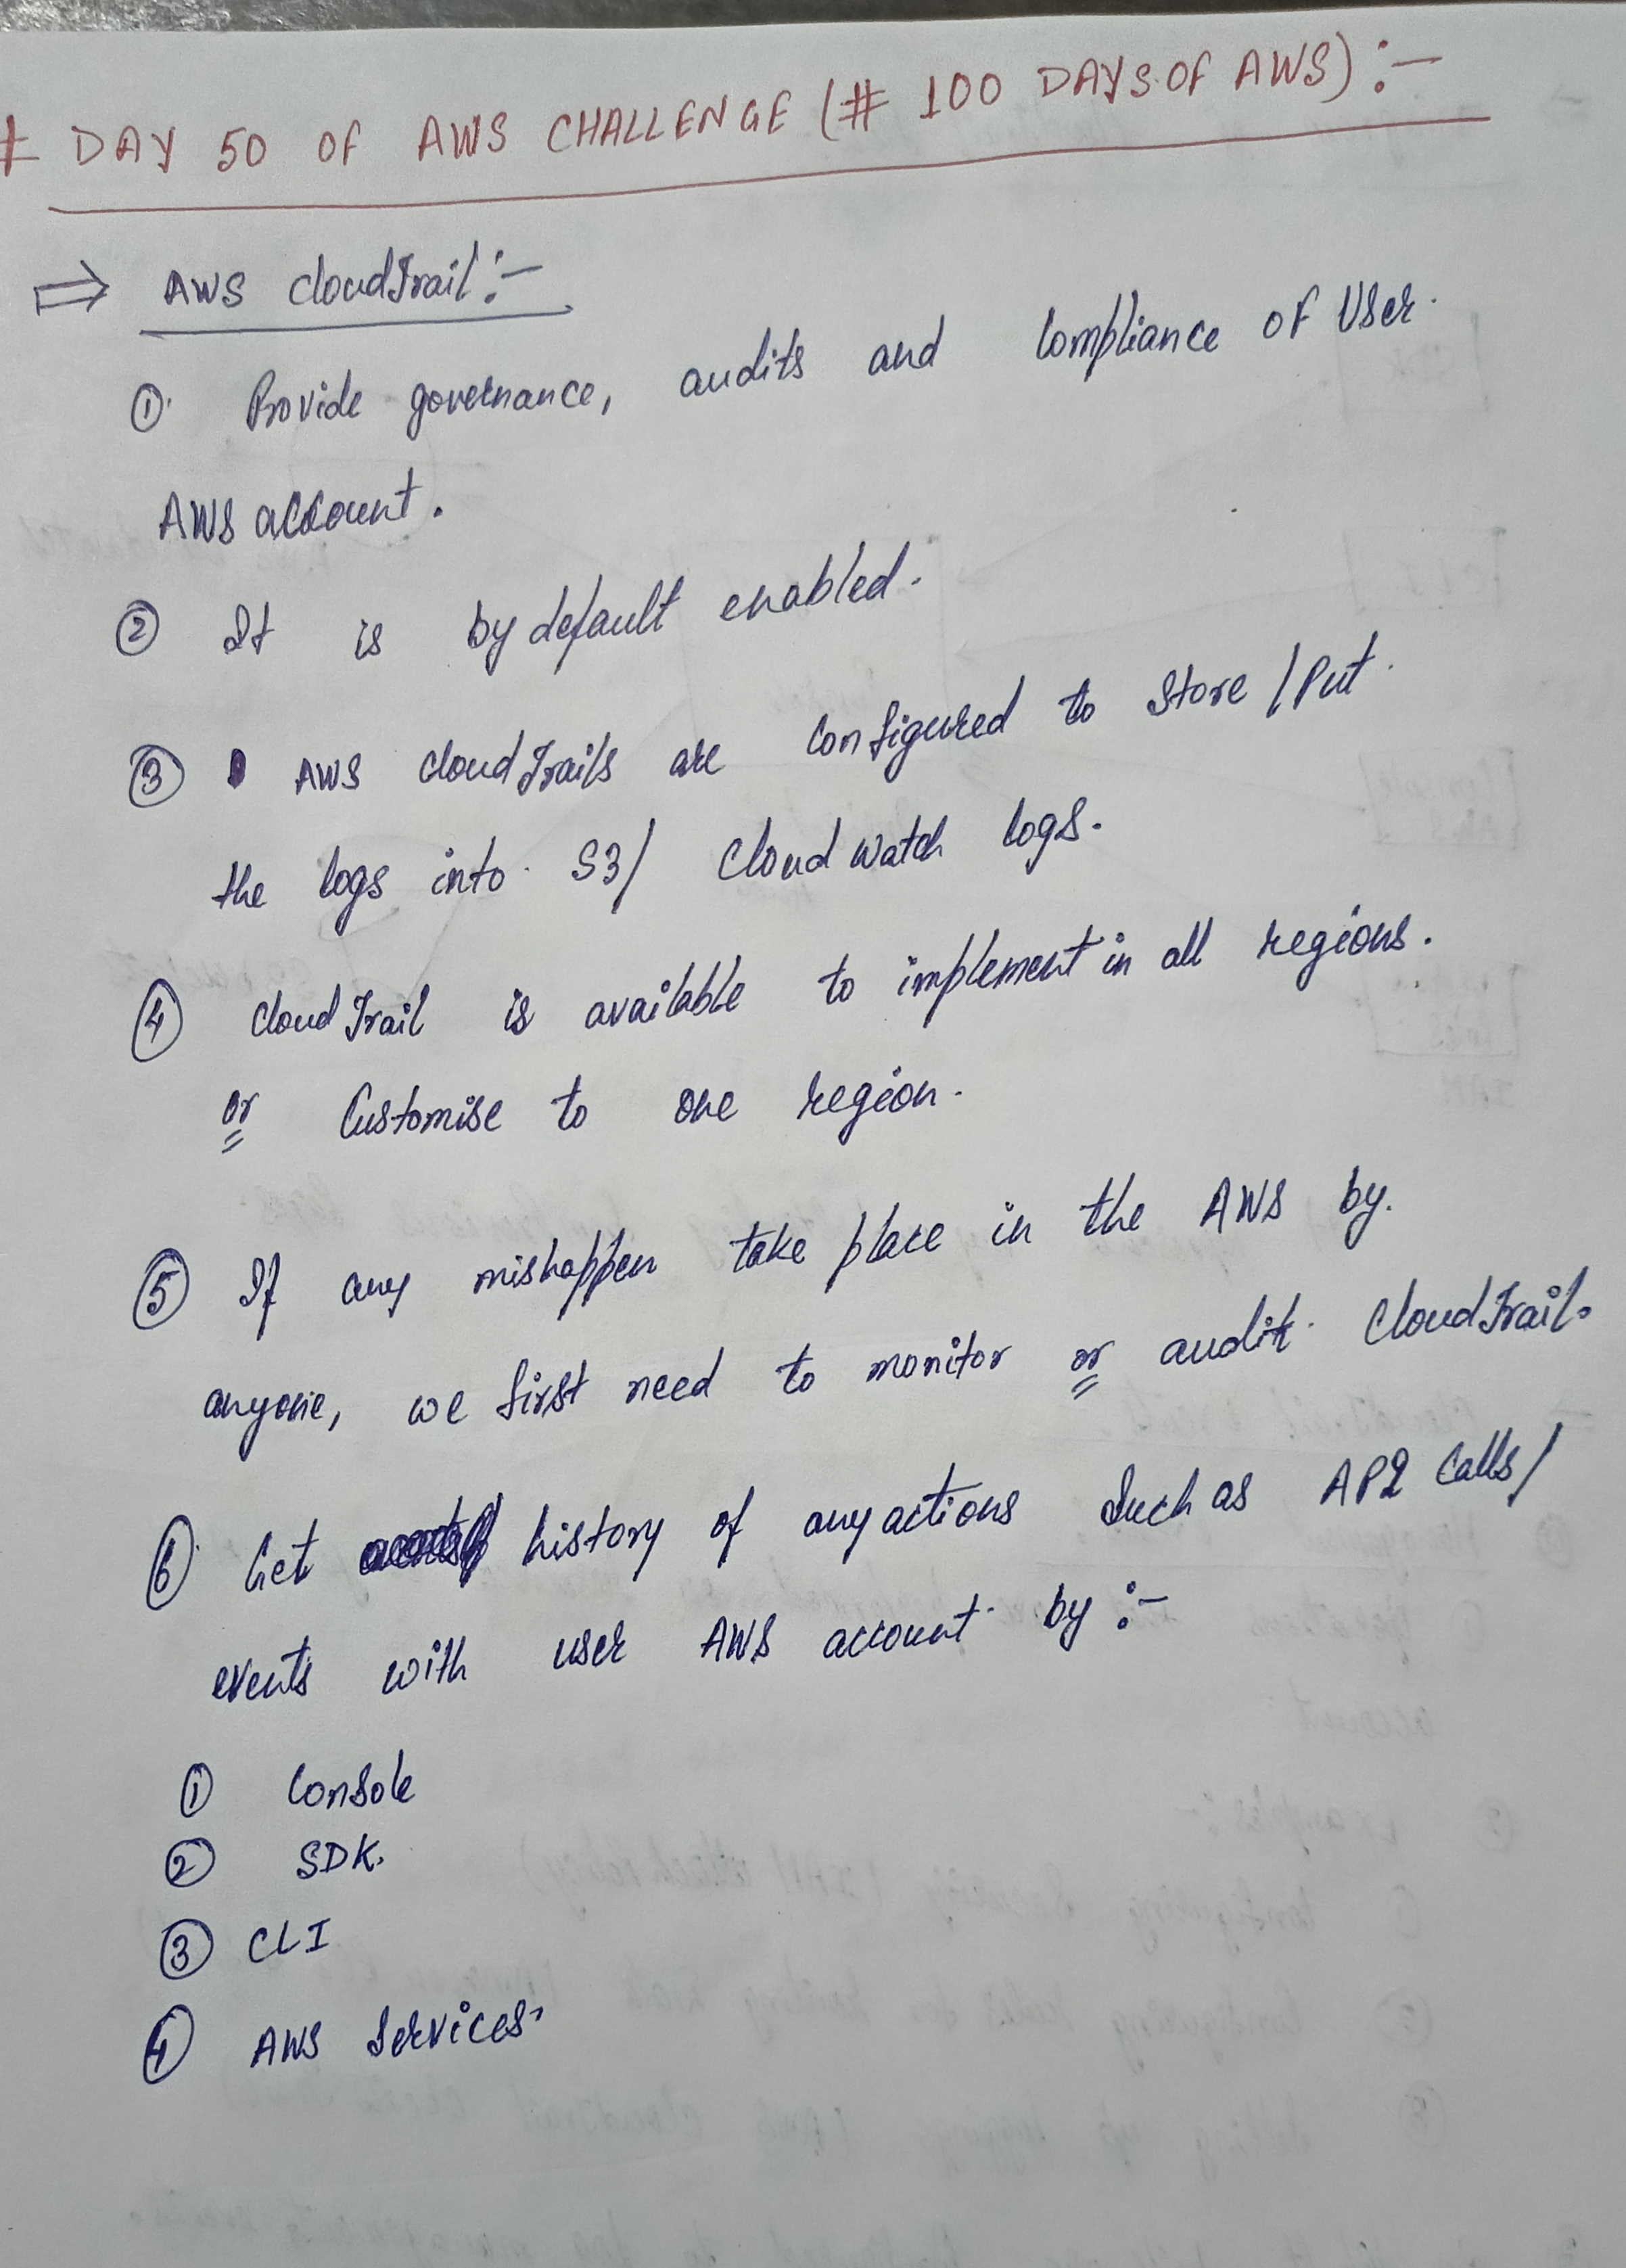 # DAY 50 OF AWS CHALLENGE (# 100 DAYS OF AWS) :-
⇒ AWS CloudTrail :-
① Provide governance, audits and Compliance of User
AWS account.
② It is by default enabled.
③ AWS CloudTrails are Configured to Store / Put
the logs into S3/ Cloud Watch logs.
④ CloudTrail is available to implement in all regions.
or Customise to one region.
⑤ If any mishappen take place in the AWS by
anyone, we first need to monitor or audit CloudTrail.
⑥ Get history of any actions Such as API Calls/
events with user AWS account by :-
① Console
② SDK.
③ CLI
④ AWS Services.